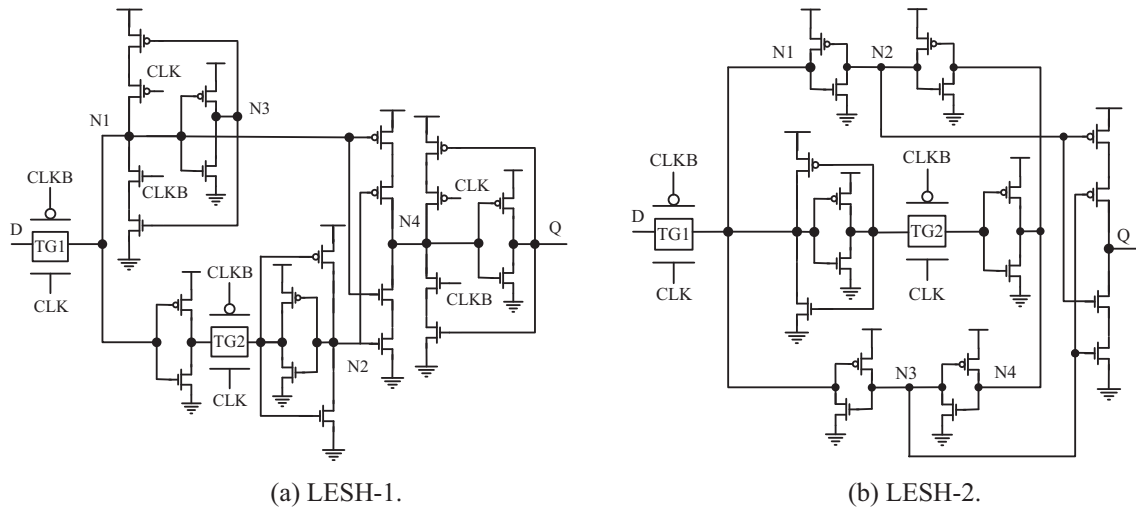 CLK
N3
N1
CLKB
CLKB
D
TG1
CLK
CLKB
TG2
CLK
N2
N4
CLK
CLKB
Q
(a) LESH-1.
N1
N2
CLKB
D
TG1
CLK
CLKB
TG2
CLK
Q
N3
N4
(b) LESH-2.